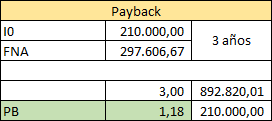 Payback
I0 210.000,00 3 años
FNA 297.606,67
3,00 892.820,01
PB 1,18 210.000,00